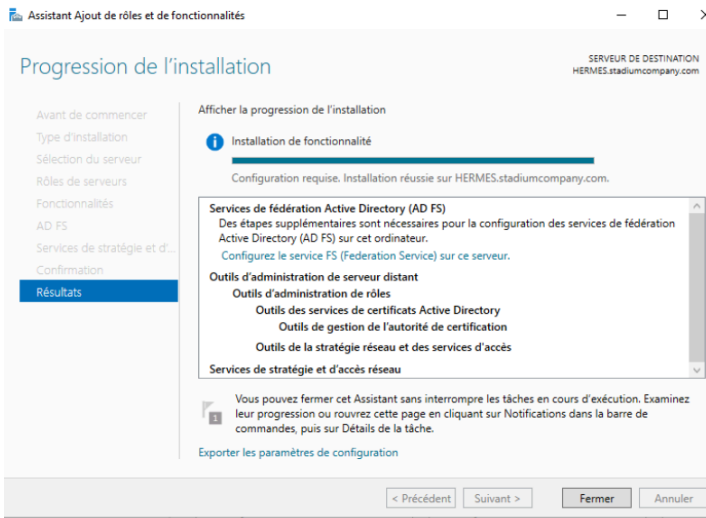 Assistant Ajout de rôles et de fonctionnalités
Progression de l'installation
SERVEUR DE DESTINATION
HERMES.stadiumcompany.com
Avant de commencer
Type d'installation
Sélection du serveur
Rôles de serveurs
Fonctionnalités
AD FS
Services de stratégie et d'...
Confirmation
Résultats
Afficher la progression de l'installation
Installation de fonctionnalité
Configuration requise. Installation réussie sur HERMES.stadiumcompany.com.
Services de fédération Active Directory (AD FS)
Des étapes supplémentaires sont nécessaires pour la configuration des services de fédération
Active Directory (AD FS) sur cet ordinateur.
Configurez le service FS (Federation Service) sur ce serveur.
Outils d'administration de serveur distant
Outils d'administration de rôles
Outils des services de certificats Active Directory
Outils de gestion de l'autorité de certification
Outils de la stratégie réseau et des services d'accès
Services de stratégie et d'accès réseau
1
Vous pouvez fermer cet Assistant sans interrompre les tâches en cours d'exécution. Examinez
leur progression ou rouvrez cette page en cliquant sur Notifications dans la barre de
commandes, puis sur Détails de la tâche.
Exporter les paramètres de configuration
< Précédent
Suivant >
Fermer
Annuler